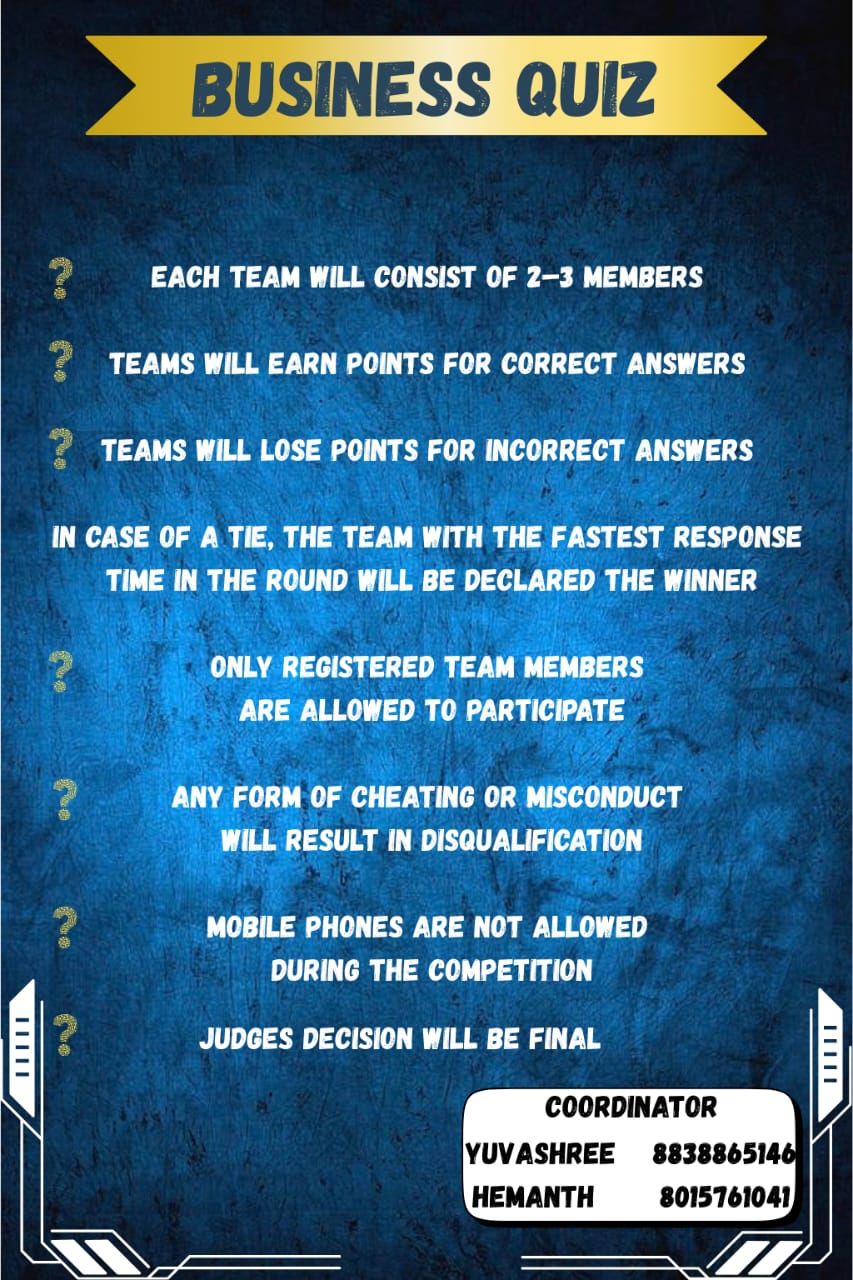 BUSINESS QUIZ
? EACH TEAM WILL CONSIST OF 2–3 MEMBERS
? TEAMS WILL EARN POINTS FOR CORRECT ANSWERS
? TEAMS WILL LOSE POINTS FOR INCORRECT ANSWERS
IN CASE OF A TIE, THE TEAM WITH THE FASTEST RESPONSE
TIME IN THE ROUND WILL BE DECLARED THE WINNER
? ONLY REGISTERED TEAM MEMBERS
ARE ALLOWED TO PARTICIPATE
? ANY FORM OF CHEATING OR MISCONDUCT
WILL RESULT IN DISQUALIFICATION
? MOBILE PHONES ARE NOT ALLOWED
DURING THE COMPETITION
? JUDGES DECISION WILL BE FINAL
COORDINATOR
YUVASHREE 8838865146
HEMANTH 8015761041